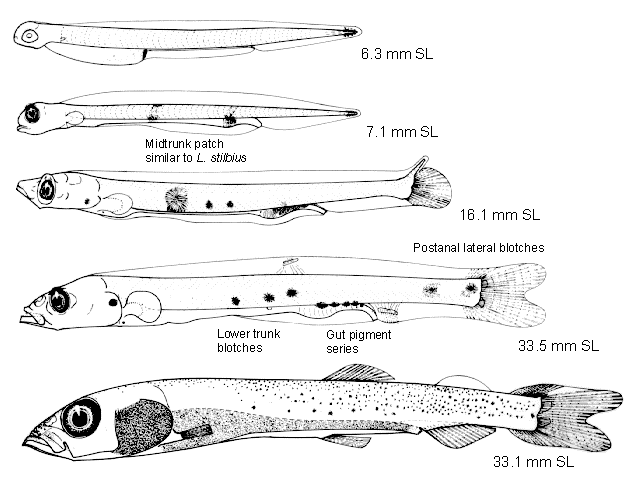 6.3 mm SL
7.1 mm SL
Midtrunk patch
similar to L. stilbius
16.1 mm SL
Postanal lateral blotches
Lower trunk
blotches
Gut pigment
series
33.5 mm SL
33.1 mm SL